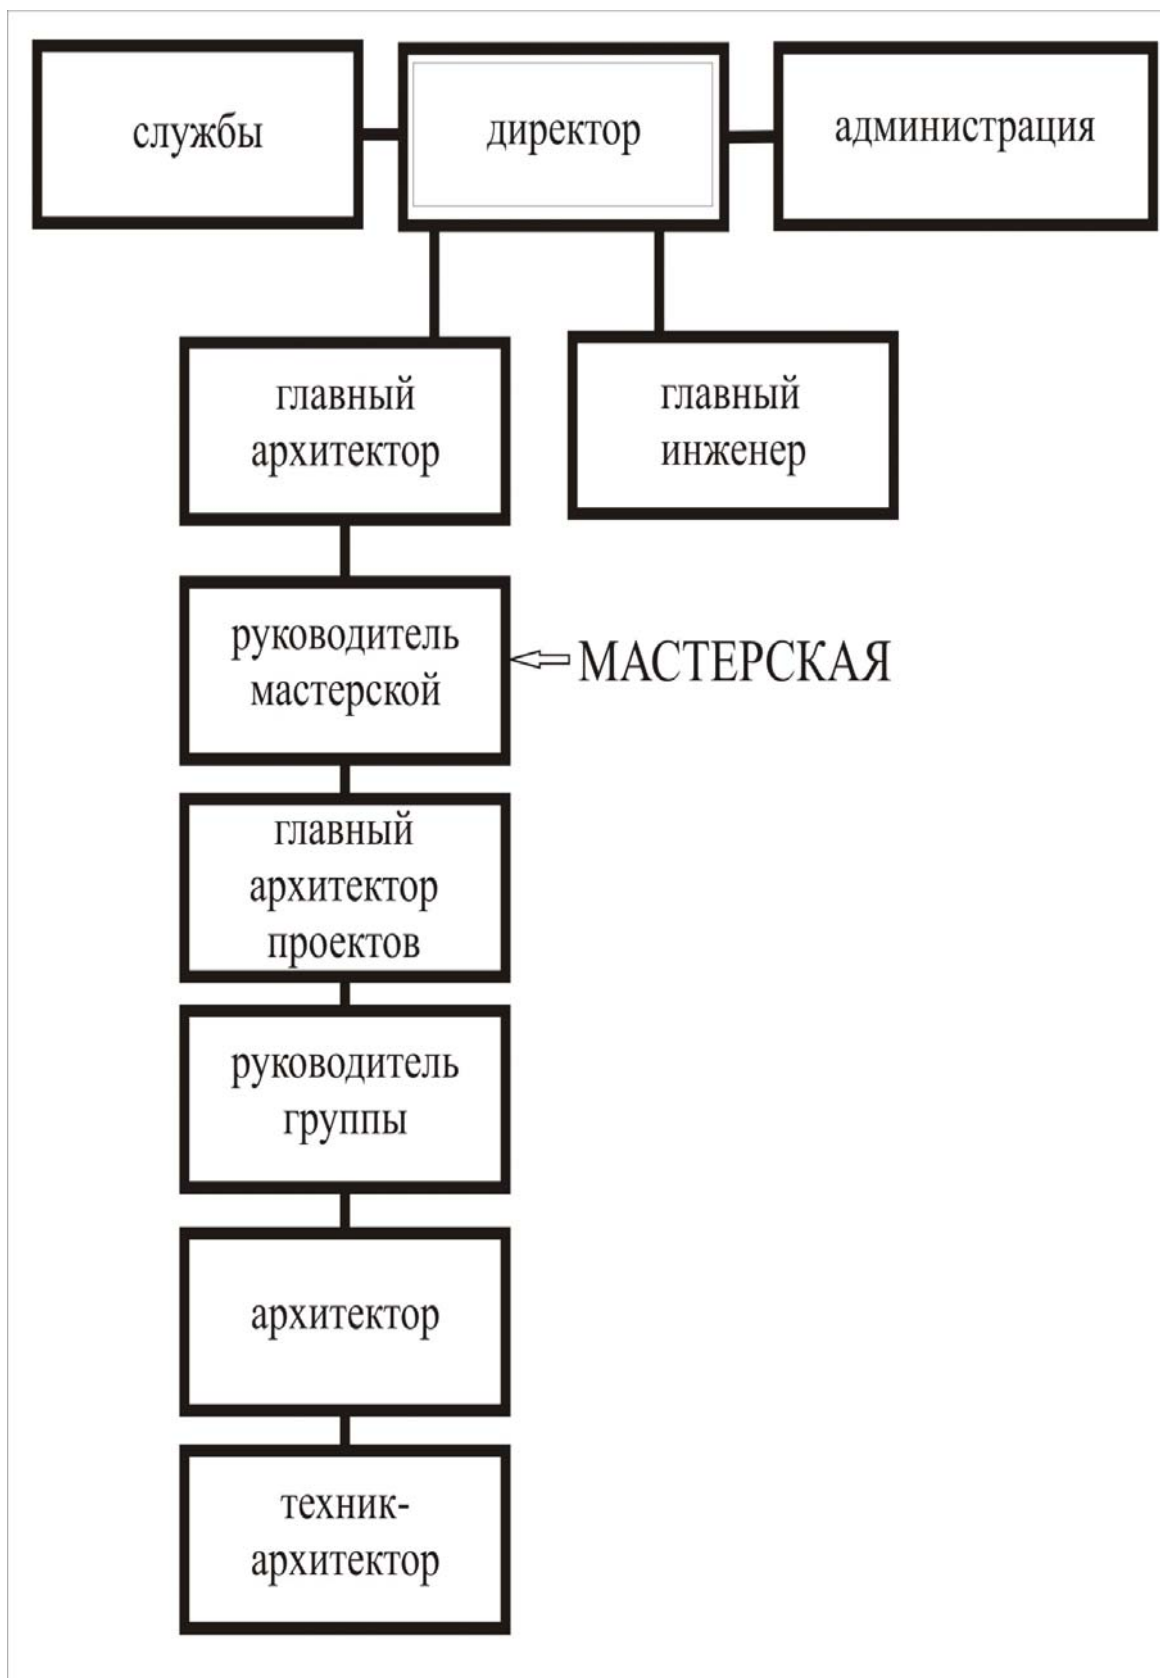 службы
директор
администрация
главный
архитектор
главный
инженер
руководитель
мастерской
МАСТЕРСКАЯ
главный
архитектор
проектов
руководитель
группы
архитектор
техник-
архитектор